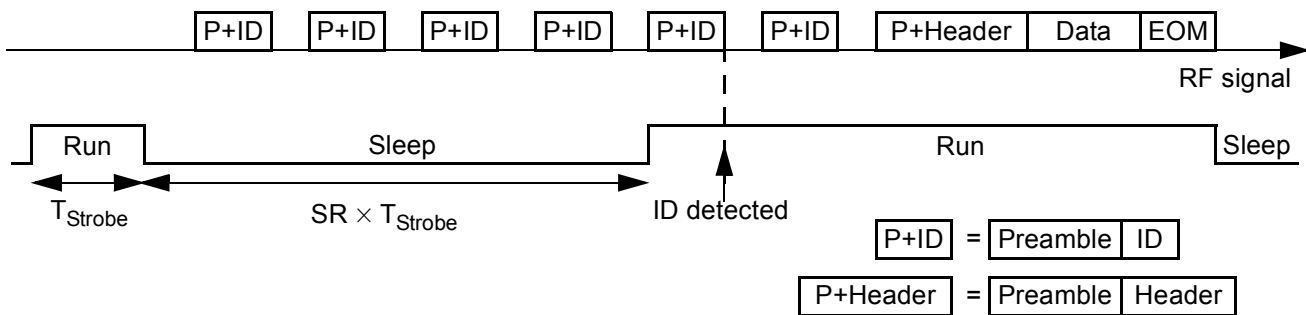 P+ID P+ID P+ID P+ID P+ID P+ID P+Header Data EOM
RF signal
Run Sleep Run Sleep
TStrobe SR × TStrobe ID detected
P+ID = Preamble ID
P+Header = Preamble Header